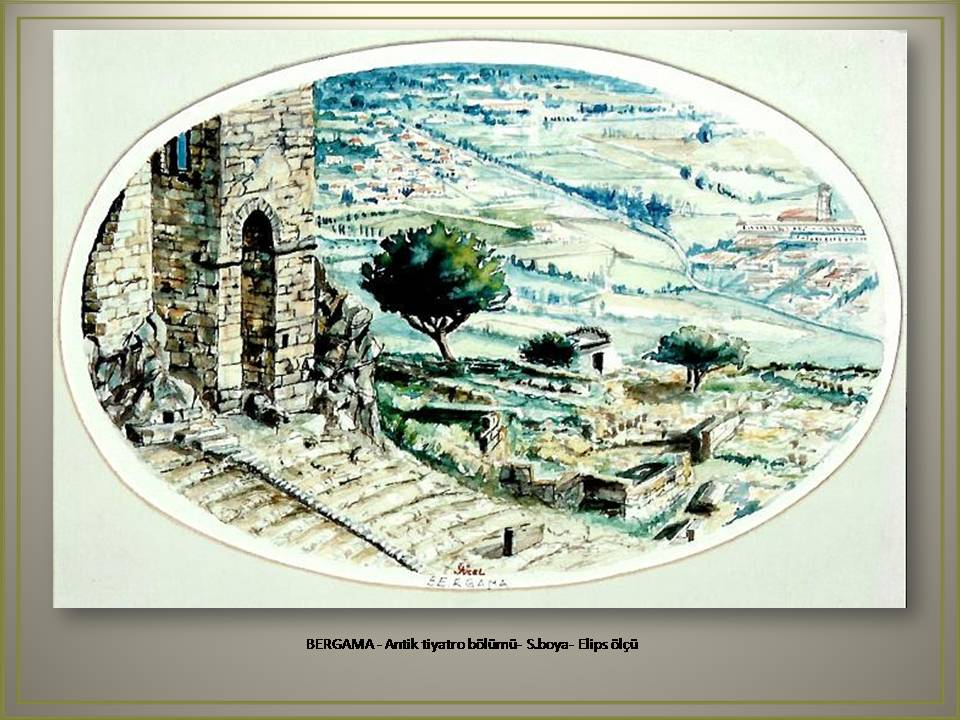 BERGAMA
BERGAMA - Antik tiyatro bölümü- S.boya- Elips ölçü